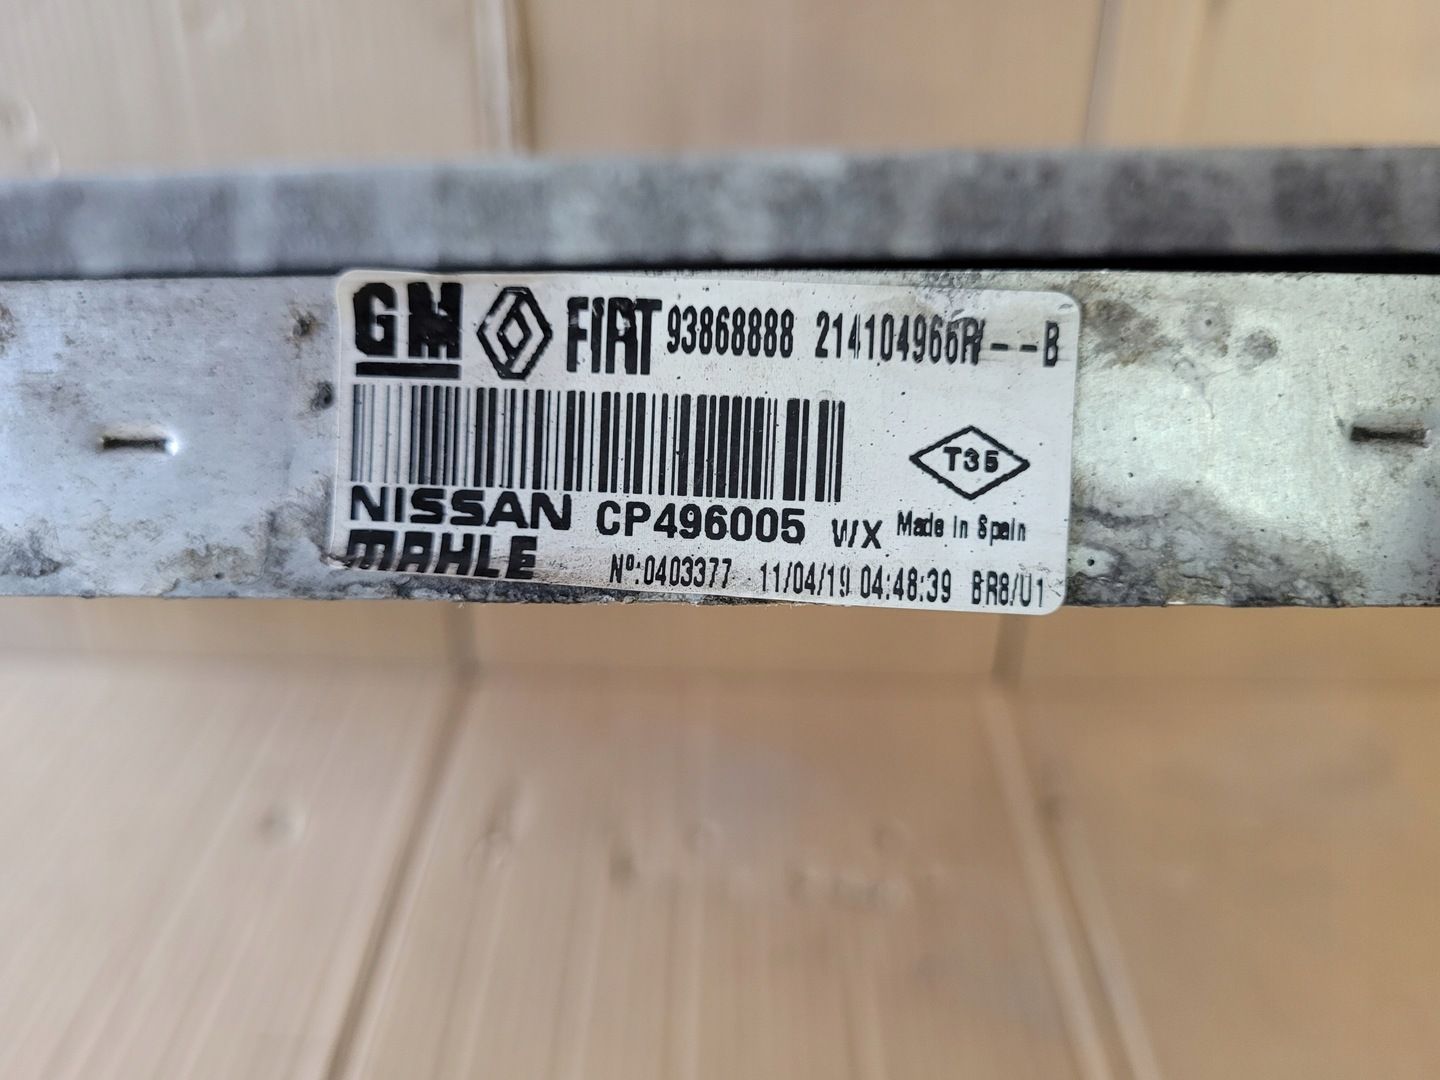 GM FIAT 93868888 214104966R--B
T35
NISSAN CP496005 V/X Made in Spain
MAHLE Nº:0403377 11/04/19 04:48:39 BR8/U1